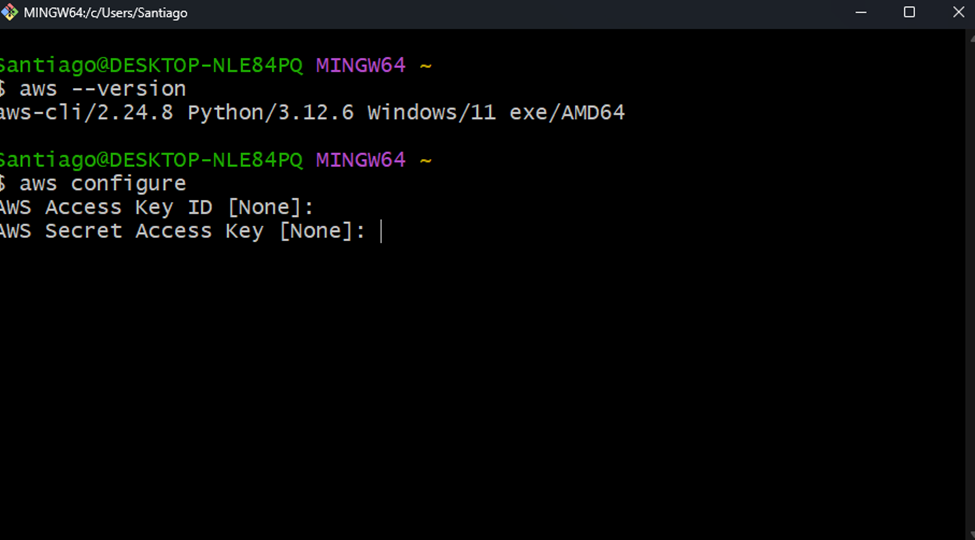 MINGW64:/c/Users/Santiago
Santiago@DESKTOP-NLE84PQ MINGW64 ~
$ aws --version
aws-cli/2.24.8 Python/3.12.6 Windows/11 exe/AMD64
Santiago@DESKTOP-NLE84PQ MINGW64 ~
$ aws configure
AWS Access Key ID [None]:
AWS Secret Access Key [None]: